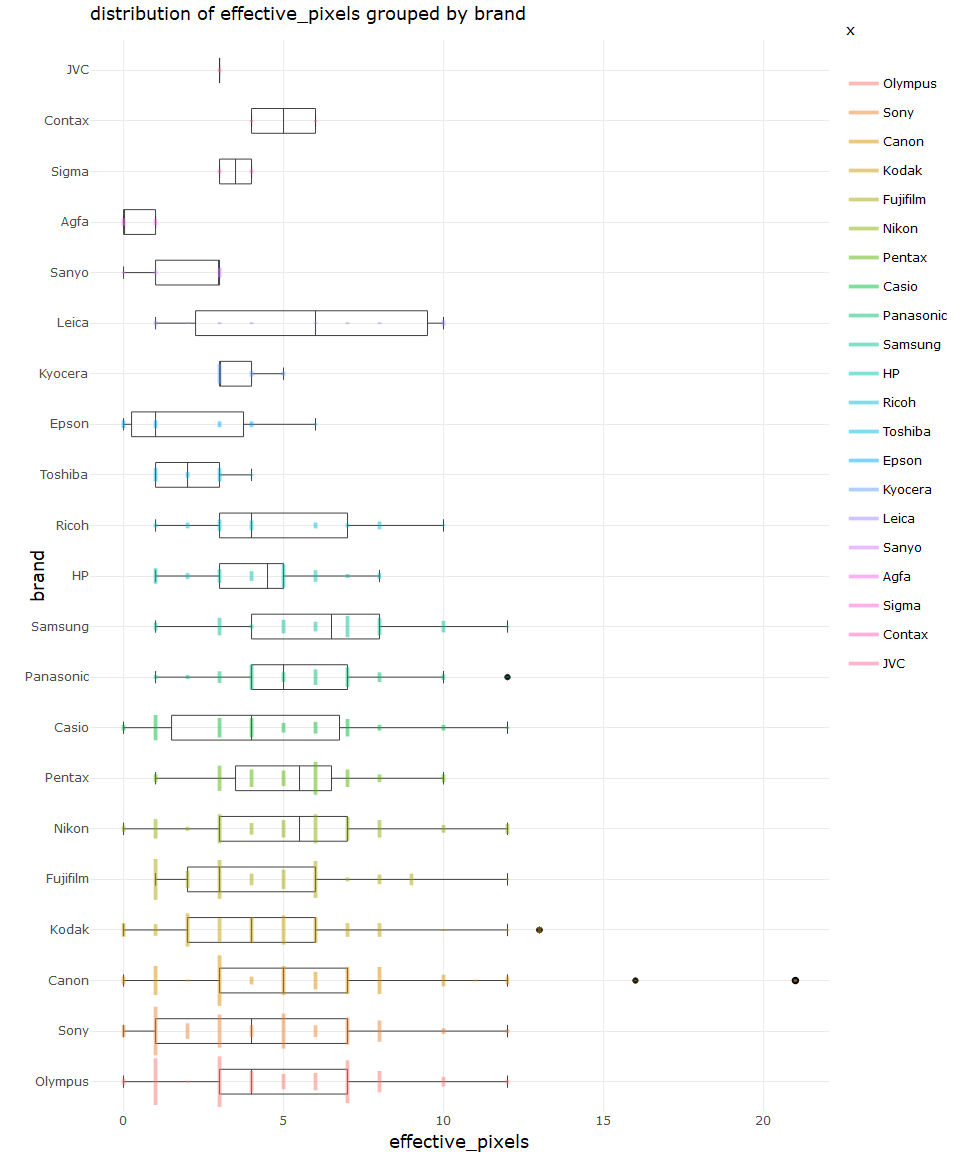 distribution of effective_pixels grouped by brand
x
JVC
Contax
Sigma
Agfa
Sanyo
Leica
Kyocera
Epson
Toshiba
Ricoh
HP
Samsung
Panasonic
Casio
Pentax
Nikon
Fujifilm
Kodak
Canon
Sony
Olympus
brand
0 5 10 15 20
effective_pixels
Olympus
Sony
Canon
Kodak
Fujifilm
Nikon
Pentax
Casio
Panasonic
Samsung
HP
Ricoh
Toshiba
Epson
Kyocera
Leica
Sanyo
Agfa
Sigma
Contax
JVC